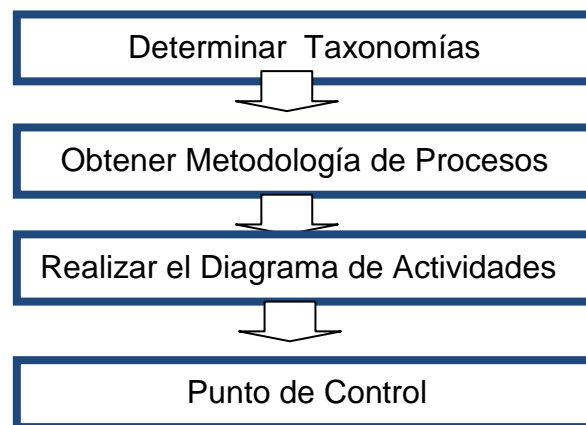 Determinar Taxonomías
Obtener Metodología de Procesos
Realizar el Diagrama de Actividades
Punto de Control